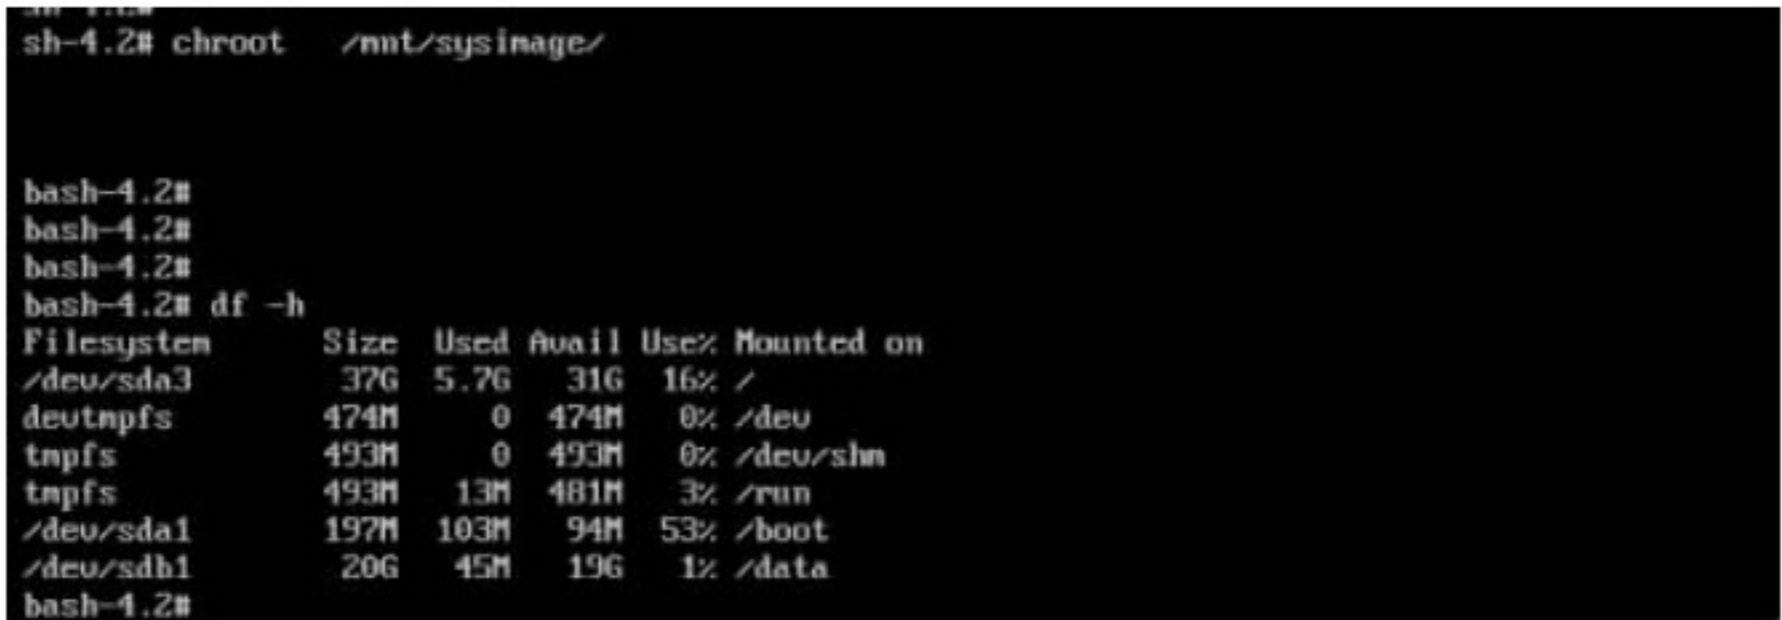 sh-4.2# chroot   /mnt/sysimage/
bash-4.2#
bash-4.2#
bash-4.2#
bash-4.2# df -h
Filesystem      Size  Used Avail Use% Mounted on
/dev/sda3        37G  5.7G   31G  16% /
devtmpfs        474M     0  474M   0% /dev
tmpfs           493M     0  493M   0% /dev/shm
tmpfs           493M   13M  481M   3% /run
/dev/sda1       197M  103M   94M  53% /boot
/dev/sdb1        20G   45M   19G   1% /data
bash-4.2#